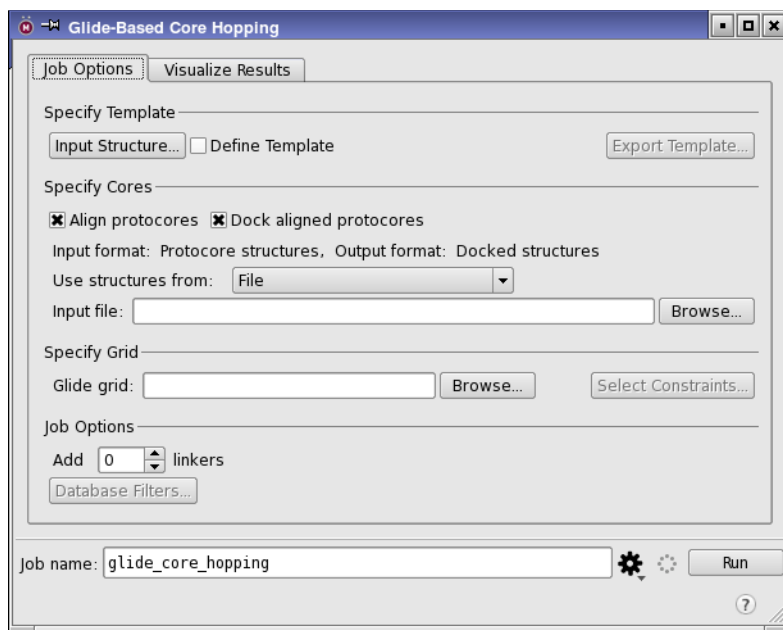 Glide-Based Core Hopping
Job Options Visualize Results
Specify Template
Input Structure... Define Template Export Template...
Specify Cores
Align protocores Dock aligned protocores
Input format: Protocore structures, Output format: Docked structures
Use structures from: File
Input file: Browse...
Specify Grid
Glide grid: Browse... Select Constraints...
Job Options
Add 0 linkers
Database Filters...
Job name: glide_core_hopping Run
?